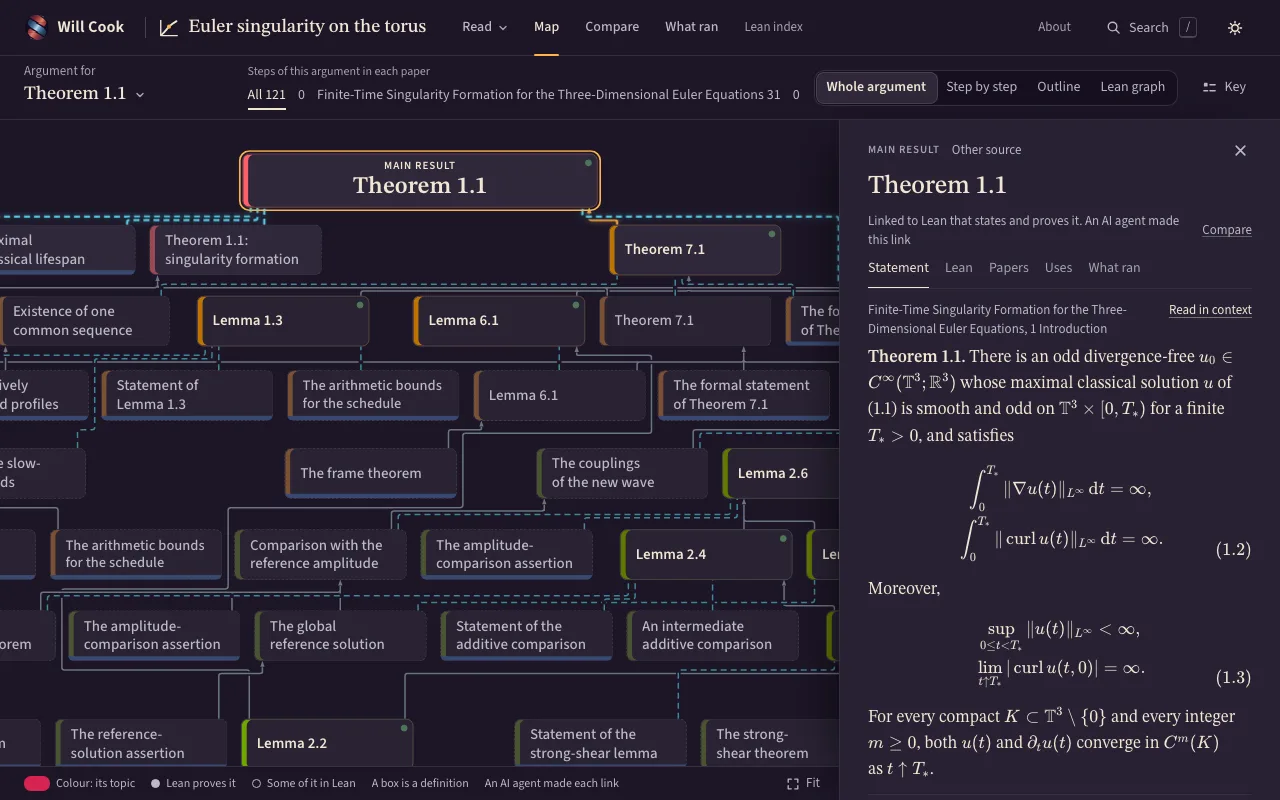 Will Cook
Euler singularity on the torus
Read
Map
Compare
What ran
Lean index
About
Search
/
Argument for
Theorem 1.1
Steps of this argument in each paper
All 121
0
Finite-Time Singularity Formation for the Three-Dimensional Euler Equations 31
0
Whole argument
Step by step
Outline
Lean graph
Key
MAIN RESULT
Theorem 1.1
ssical lifespan
Theorem 1.1:
singularity formation
Theorem 7.1
Existence of one
common sequence
Lemma 1.3
Lemma 6.1
Theorem 7.1
The fo
of The
d profiles
Statement of
Lemma 1.3
The arithmetic bounds
for the schedule
Lemma 6.1
The formal statement
of Theorem 7.1
e slow-
ds
The frame theorem
The couplings
of the new wave
Lemma 2.6
The arithmetic bounds
for the schedule
Comparison with the
reference amplitude
The amplitude-
comparison assertion
Lemma 2.4
Le
orem
The amplitude-
comparison assertion
The global
reference solution
Statement of the
additive comparison
An intermediate
additive comparison
The reference-
solution assertion
Lemma 2.2
Statement of the
strong-shear lemma
The strong-
shear theorem
Colour: its topic
Lean proves it
Some of it in Lean
A box is a definition
An AI agent made each link
Fit
MAIN RESULT Other source
Theorem 1.1
Linked to Lean that states and proves it. An AI agent made
this link
Compare
Statement
Lean
Papers
Uses
What ran
Finite-Time Singularity Formation for the Three-
Dimensional Euler Equations, 1 Introduction
Read in context
Theorem 1.1. There is an odd divergence-free u₀ ∈
C^∞(𝕋³; ℝ³) whose maximal classical solution u of
(1.1) is smooth and odd on 𝕋³ × [0, T_*) for a finite
T_* > 0, and satisfies
∫₀^{T_*} ‖∇u(t)‖_{L^∞} dt = ∞,
∫₀^{T_*} ‖ curl u(t)‖_{L^∞} dt = ∞. (1.2)
Moreover,
sup_{0≤t<T_*} ‖u(t)‖_{L^∞} < ∞,
lim_{t↑T_*} | curl u(t, 0)| = ∞. (1.3)
For every compact K ⊂ 𝕋³ \ {0} and every integer
m ≥ 0, both u(t) and ∂_t u(t) converge in C^m(K)
as t ↑ T_*.